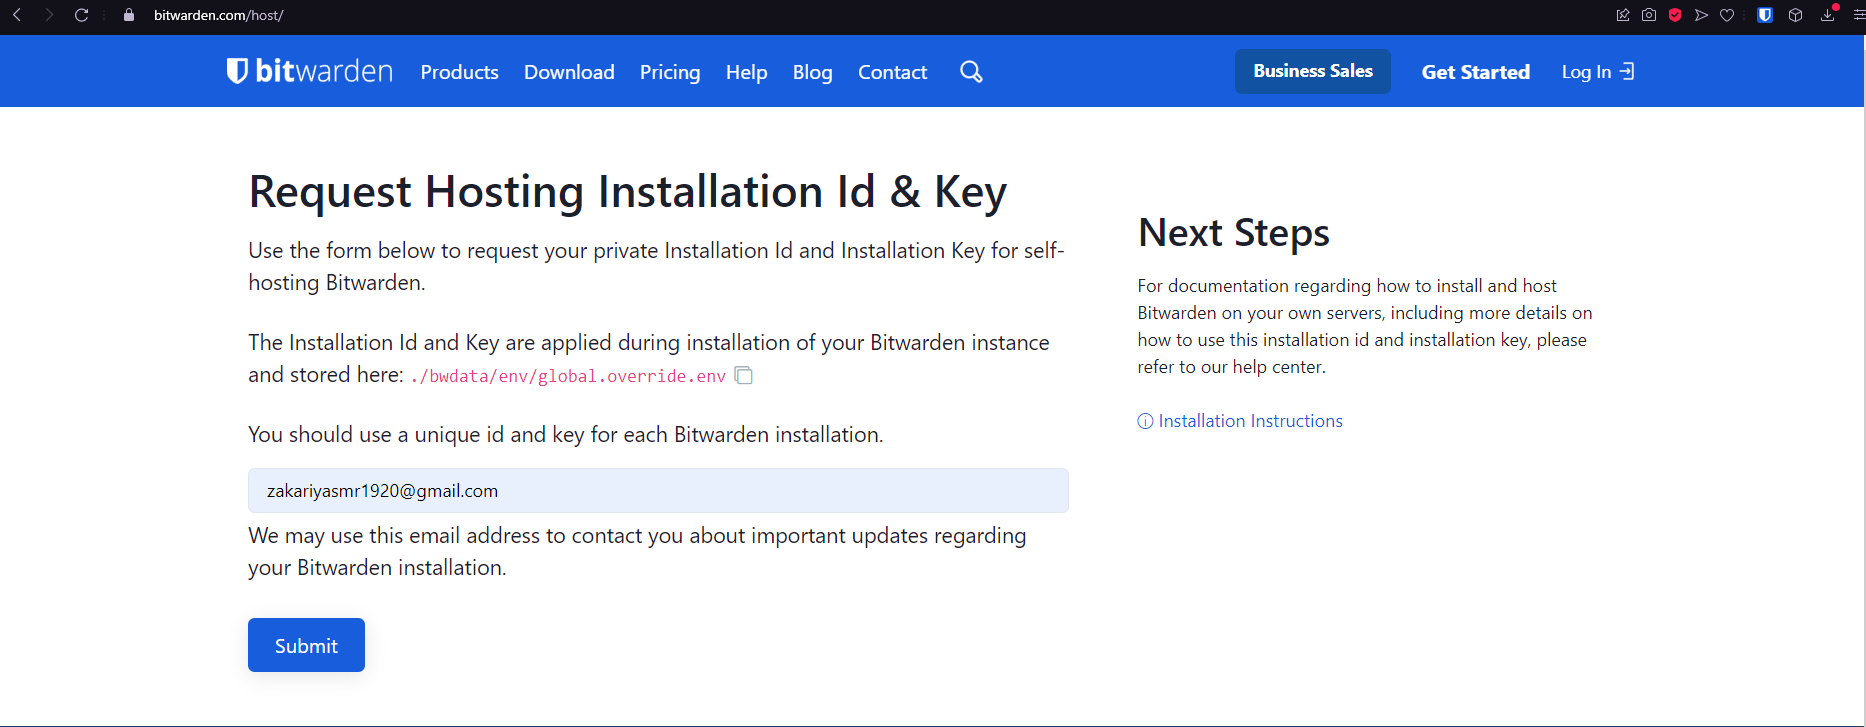 bitwarden.com/host/
bitwarden Products Download Pricing Help Blog Contact Business Sales Get Started Log In
Request Hosting Installation Id & Key
Use the form below to request your private Installation Id and Installation Key for self-
hosting Bitwarden.
The Installation Id and Key are applied during installation of your Bitwarden instance
and stored here: ./bwdata/env/global.override.env
You should use a unique id and key for each Bitwarden installation.
zakariyasmr1920@gmail.com
We may use this email address to contact you about important updates regarding
your Bitwarden installation.
Submit
Next Steps
For documentation regarding how to install and host
Bitwarden on your own servers, including more details on
how to use this installation id and installation key, please
refer to our help center.
Installation Instructions